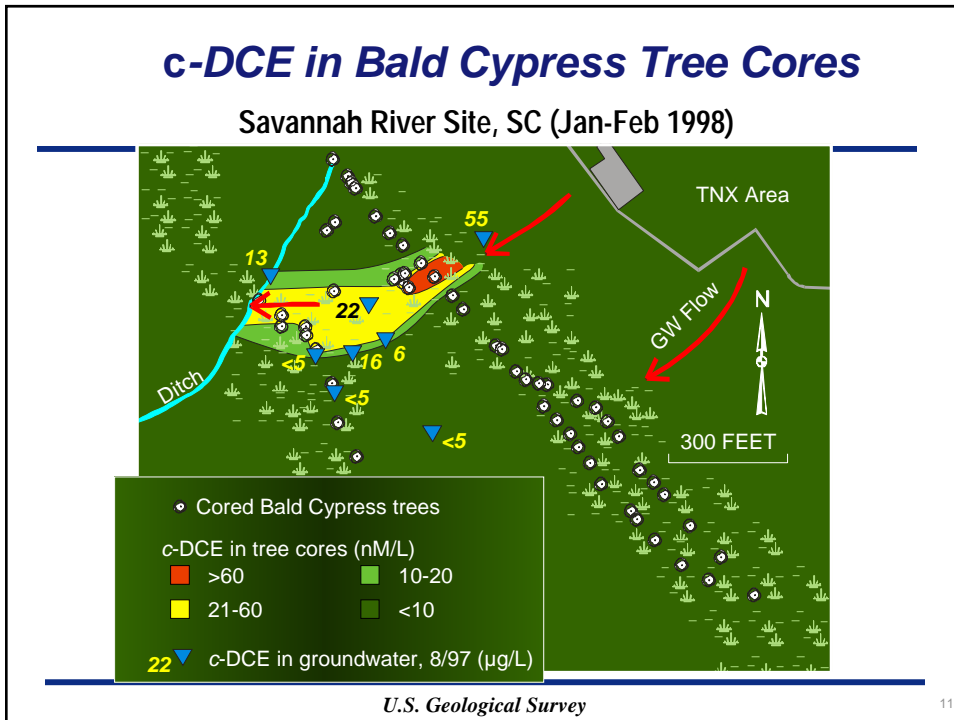 c-DCE in Bald Cypress Tree Cores
Savannah River Site, SC (Jan-Feb 1998)
TNX Area
55
13
22
N
GW Flow
<5
16
6
Ditch
<5
<5
300 FEET
Cored Bald Cypress trees
c-DCE in tree cores (nM/L)
>60
10-20
21-60
<10
22 c-DCE in groundwater, 8/97 (µg/L)
U.S. Geological Survey
11